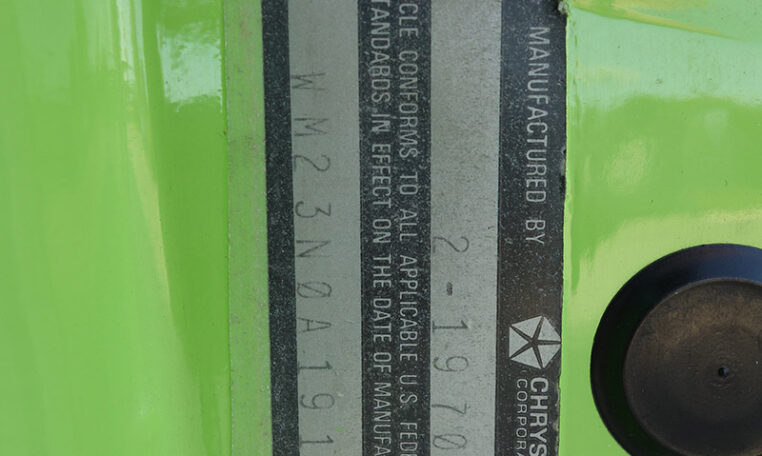 MANUFACTURED BY CHRYS
CORPORA
2-1970
CLE CONFORMS TO ALL APPLICABLE U.S. FED
STANDARDS IN EFFECT ON THE DATE OF MANUFA
WM23N0A191